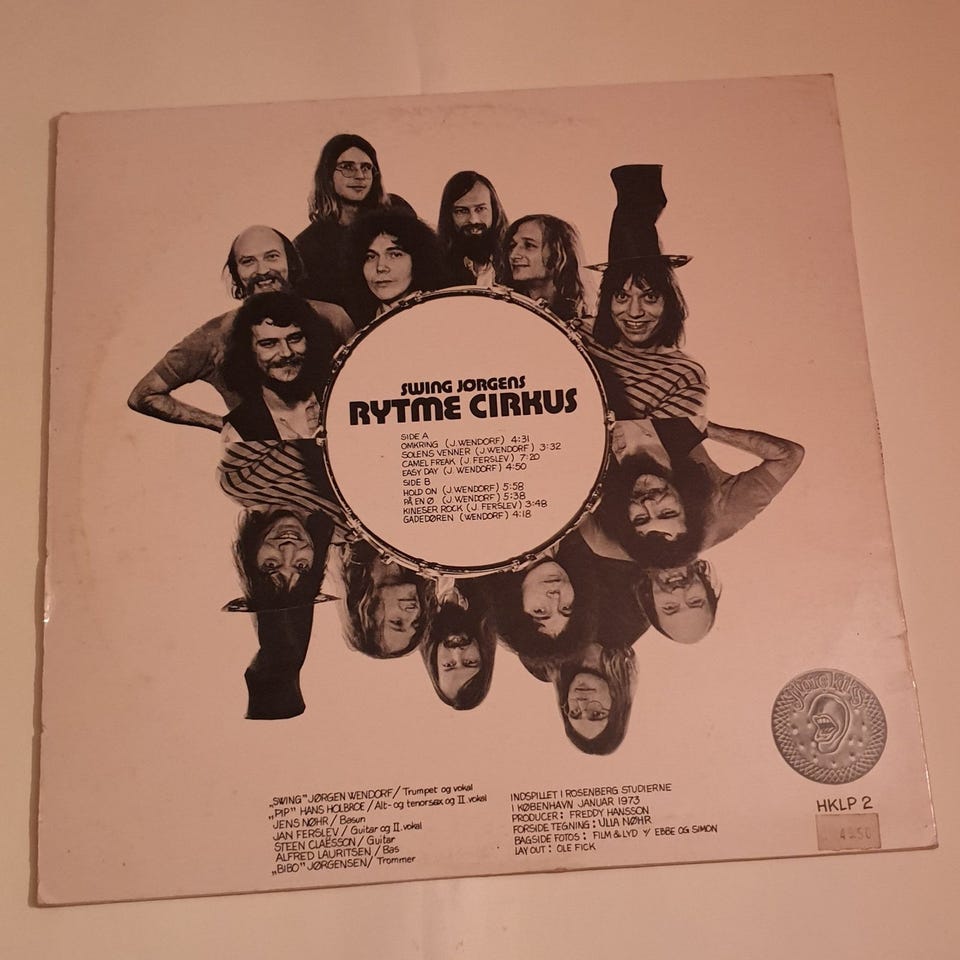 SWING JØRGENS
RYTME CIRKUS
SIDE A
OMKRING (J.WENDORF) 4:31
SOLENS VENNER (J.WENDORF) 3:32
CAMEL FREAK (J. FERSLEV) 7:20
EASY DAY (J. WENDORF) 4:50
SIDE B
HOLD ON (J.WENDORF) 5:58
PÅ EN Ø (J. WENDORF) 5:38
KINESER ROCK (J. FERSLEV) 3:48
GADEDØREN (WENDORF) 4:18
„SWING" JØRGEN WENDORF/Trumpet og vokal
„PIP" HANS HOLBROE/Alt- og tenorsax og II vokal
JENS NØHR/Basun
JAN FERSLEV/Guitar og II.vokal
STEEN CLAËSSON/Guitar
ALFRED LAURITSEN/Bas
„BIBO" JØRGENSEN/Trommer
INDSPILLET I ROSENBERG STUDIERNE
I KØBENHAVN JANUAR 1973
PRODUCER: FREDDY HANSSON
FORSIDE TEGNING: ULLA NØHR
BAGSIDE FOTOS: FILM & LYD v/ EBBE OG SIMON
LAY OUT: OLE FICK
HKLP 2